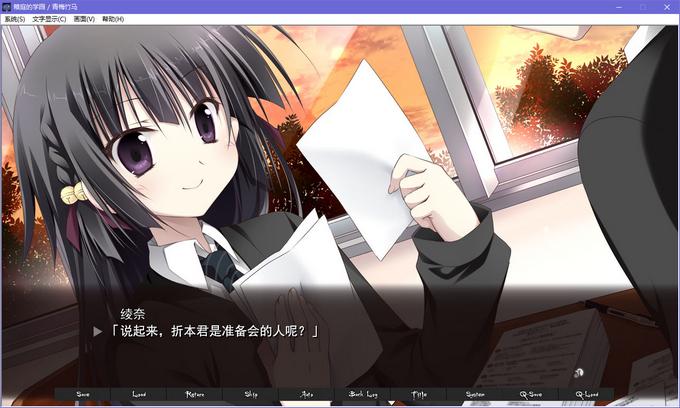 箱庭的学园 / 青梅竹马
系统(S) 文字显示(C) 画面(V) 帮助(H)
绫奈
「说起来，折本君是准备会的人呢？」
Save Load Return Skip Auto Back Log Title System Q-Save Q-Load